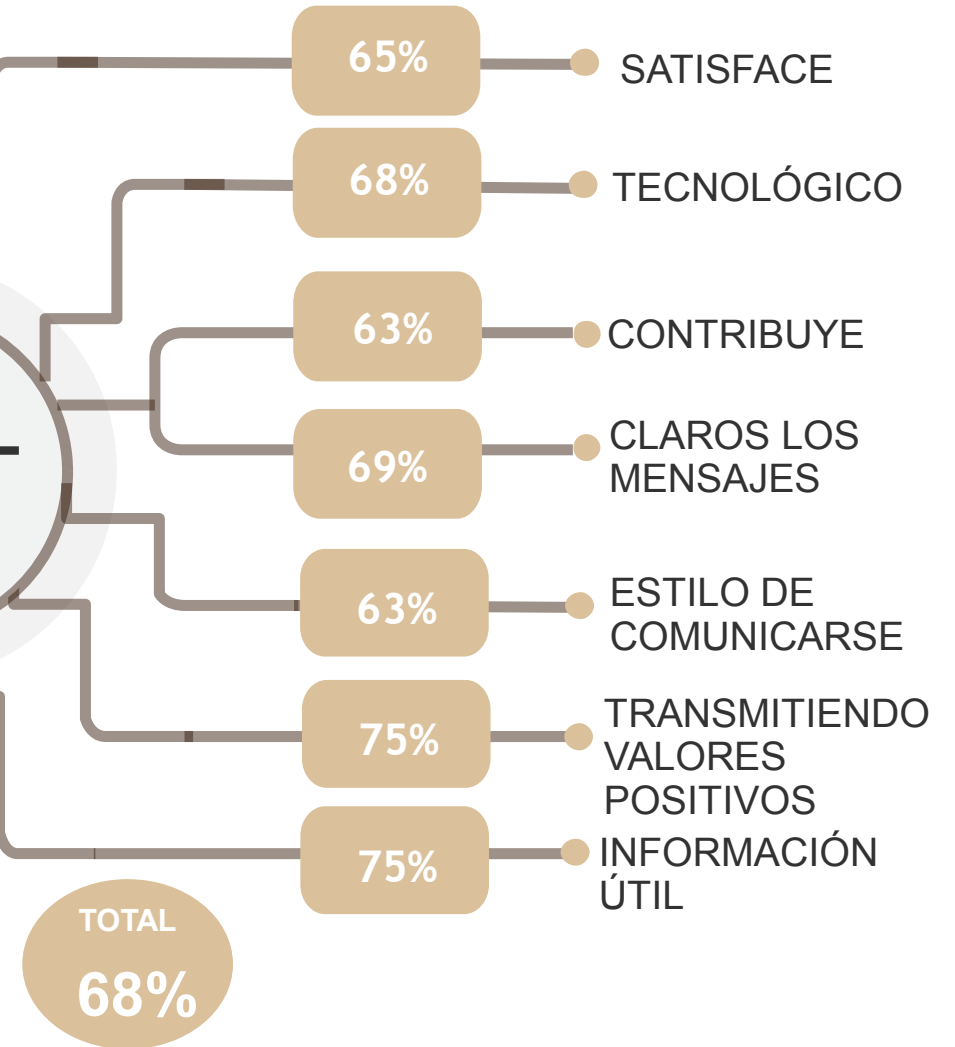 65%
SATISFACE
68%
TECNOLÓGICO
63%
CONTRIBUYE
69%
CLAROS LOS
MENSAJES
63%
ESTILO DE
COMUNICARSE
75%
TRANSMITIENDO
VALORES
POSITIVOS
75%
INFORMACIÓN
ÚTIL
TOTAL
68%